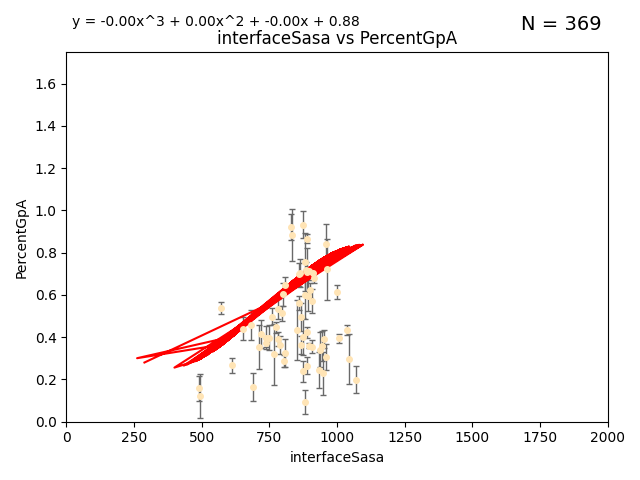 y = -0.00x^3 + 0.00x^2 + -0.00x + 0.88
N = 369
interfaceSasa vs PercentGpA
PercentGpA
1.6
1.4
1.2
1.0
0.8
0.6
0.4
0.2
0.0
0 250 500 750 1000 1250 1500 1750 2000
interfaceSasa